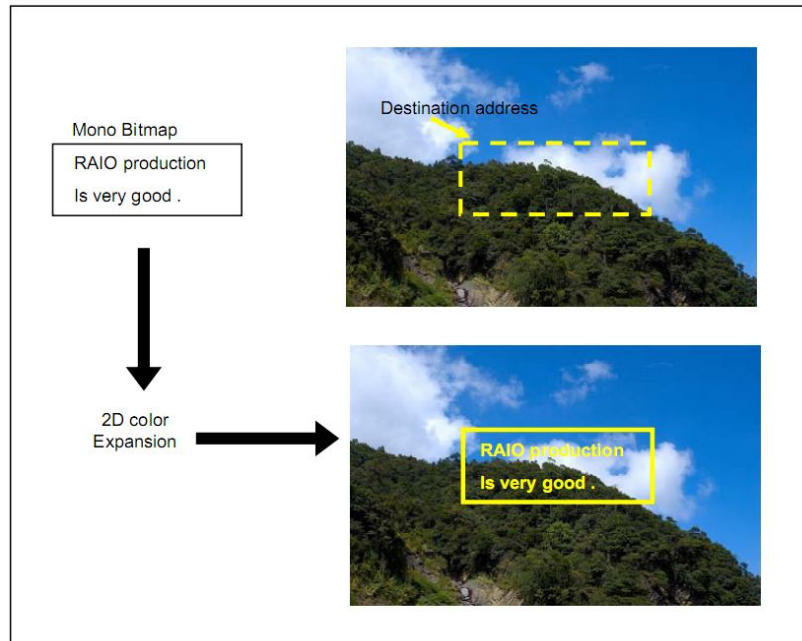 Mono Bitmap
RAIO production
Is very good .
Destination address
2D color
Expansion
RAIO production
Is very good .